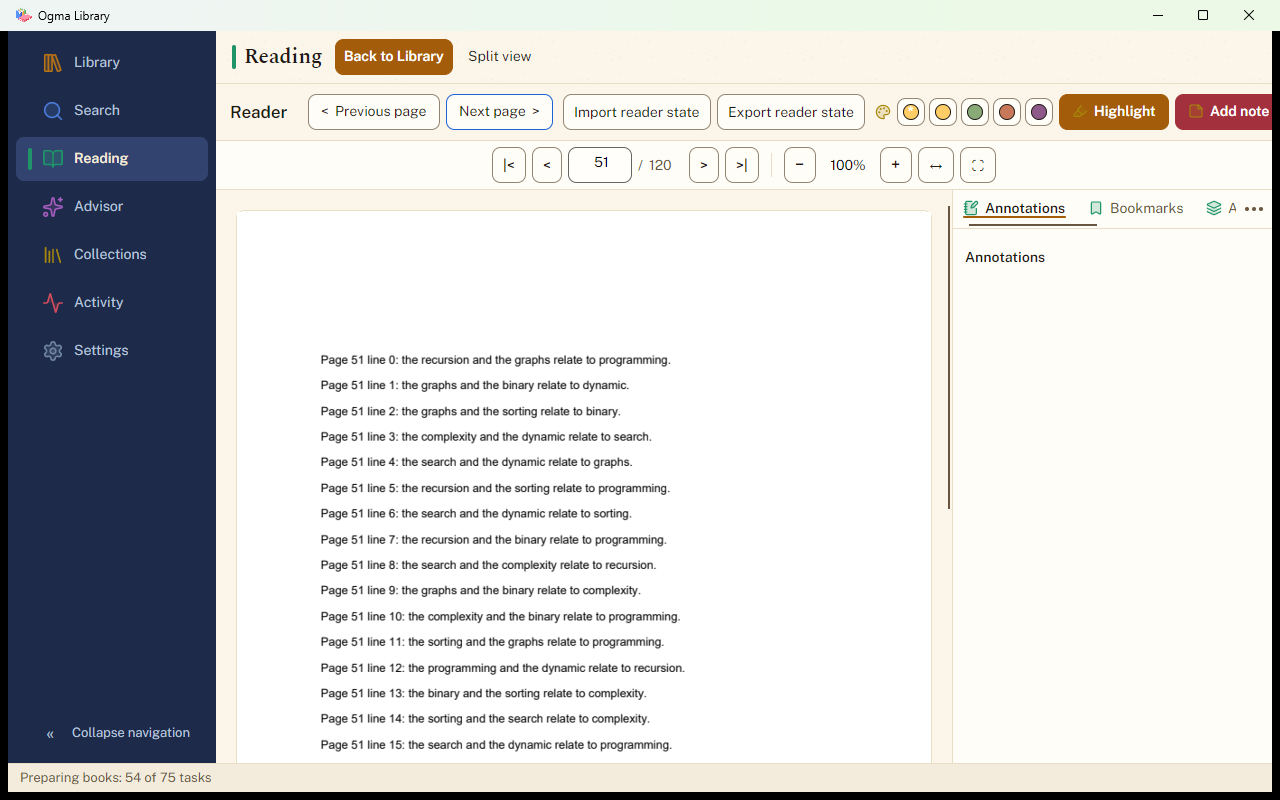 Ogma Library
Library
Search
Reading
Advisor
Collections
Activity
Settings
« Collapse navigation
Reading
Back to Library
Split view
Reader
< Previous page
Next page >
Import reader state
Export reader state
Highlight
Add note
|<
<
51
/ 120
>
>|
−
100%
+
Annotations
Bookmarks
A
Annotations
Page 51 line 0: the recursion and the graphs relate to programming.
Page 51 line 1: the graphs and the binary relate to dynamic.
Page 51 line 2: the graphs and the sorting relate to binary.
Page 51 line 3: the complexity and the dynamic relate to search.
Page 51 line 4: the search and the dynamic relate to graphs.
Page 51 line 5: the recursion and the sorting relate to programming.
Page 51 line 6: the search and the dynamic relate to sorting.
Page 51 line 7: the recursion and the binary relate to programming.
Page 51 line 8: the search and the complexity relate to recursion.
Page 51 line 9: the graphs and the binary relate to complexity.
Page 51 line 10: the complexity and the binary relate to programming.
Page 51 line 11: the sorting and the graphs relate to programming.
Page 51 line 12: the programming and the dynamic relate to recursion.
Page 51 line 13: the binary and the sorting relate to complexity.
Page 51 line 14: the sorting and the search relate to complexity.
Page 51 line 15: the search and the dynamic relate to programming.
Preparing books: 54 of 75 tasks